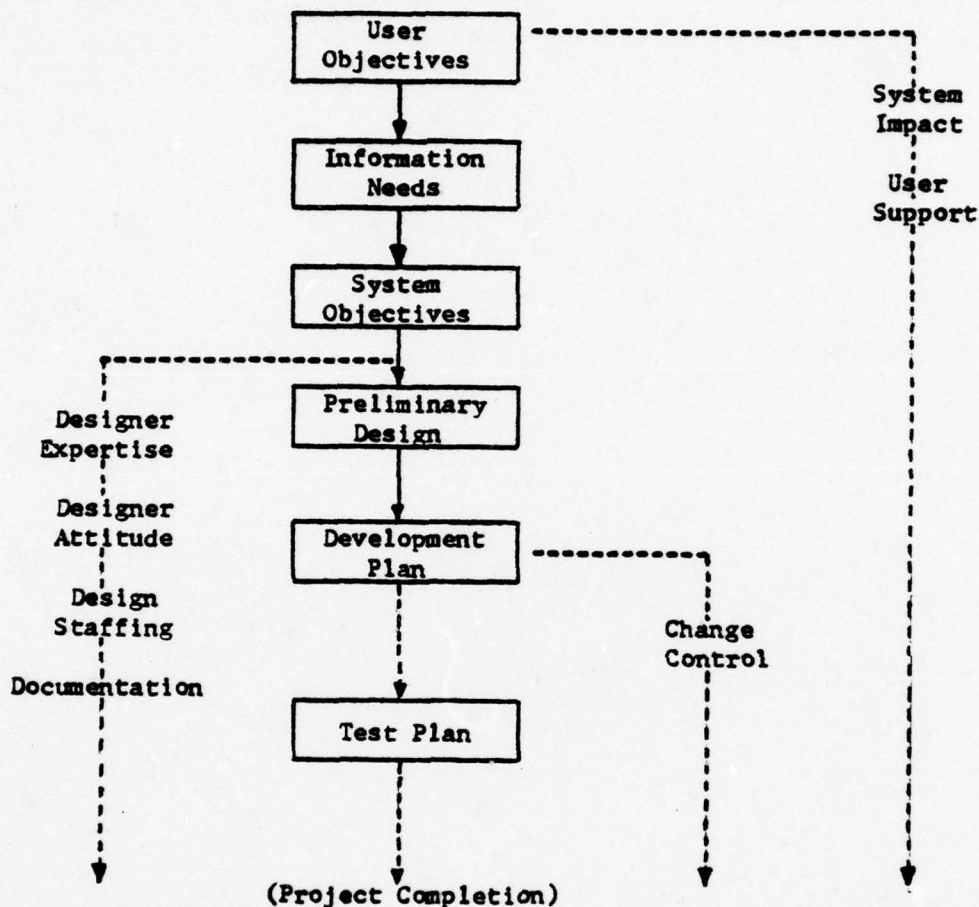 User
Objectives
System
Impact
Information
Needs
User
Support
System
Objectives
Preliminary
Design
Designer
Expertise
Designer
Attitude
Development
Plan
Design
Staffing
Change
Control
Documentation
Test Plan
(Project Completion)